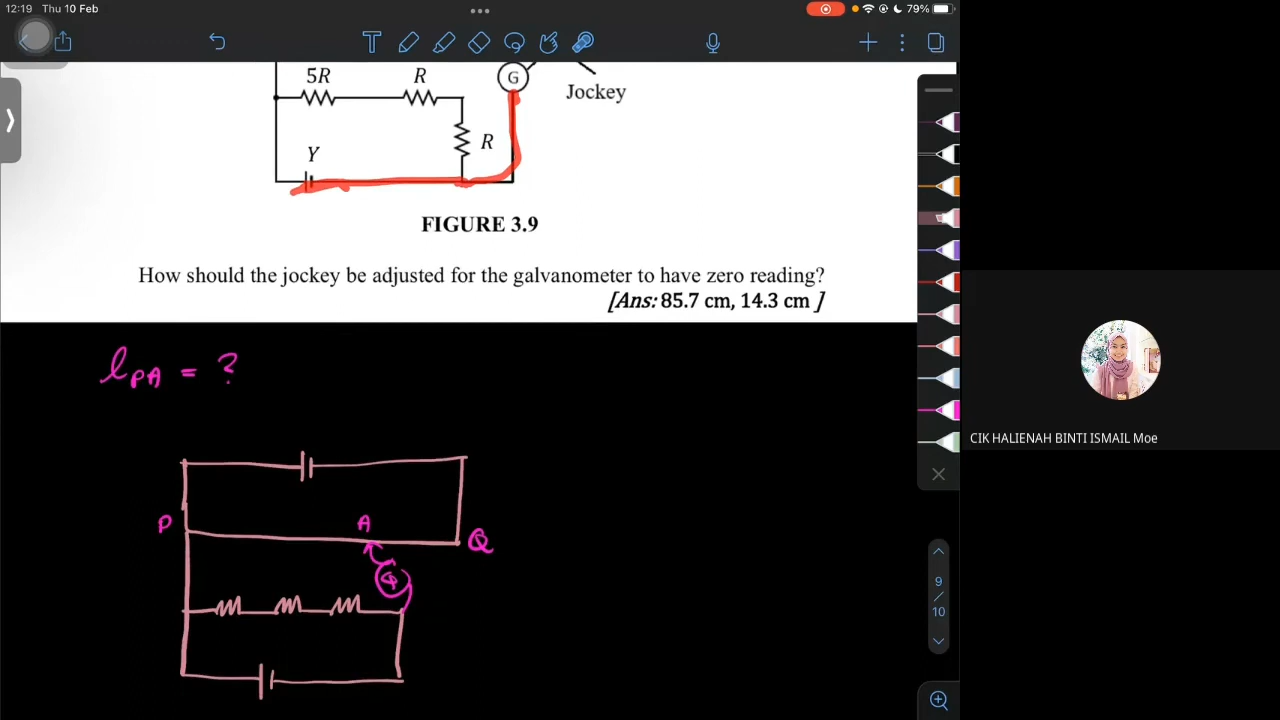 12:19 Thu 10 Feb
79%
T
5R
R
G
Jockey
R
Y
FIGURE 3.9
How should the jockey be adjusted for the galvanometer to have zero reading?
[Ans: 85.7 cm, 14.3 cm ]
l_PA = ?
P
A
Q
G
9
/
10
CIK HALIENAH BINTI ISMAIL Moe